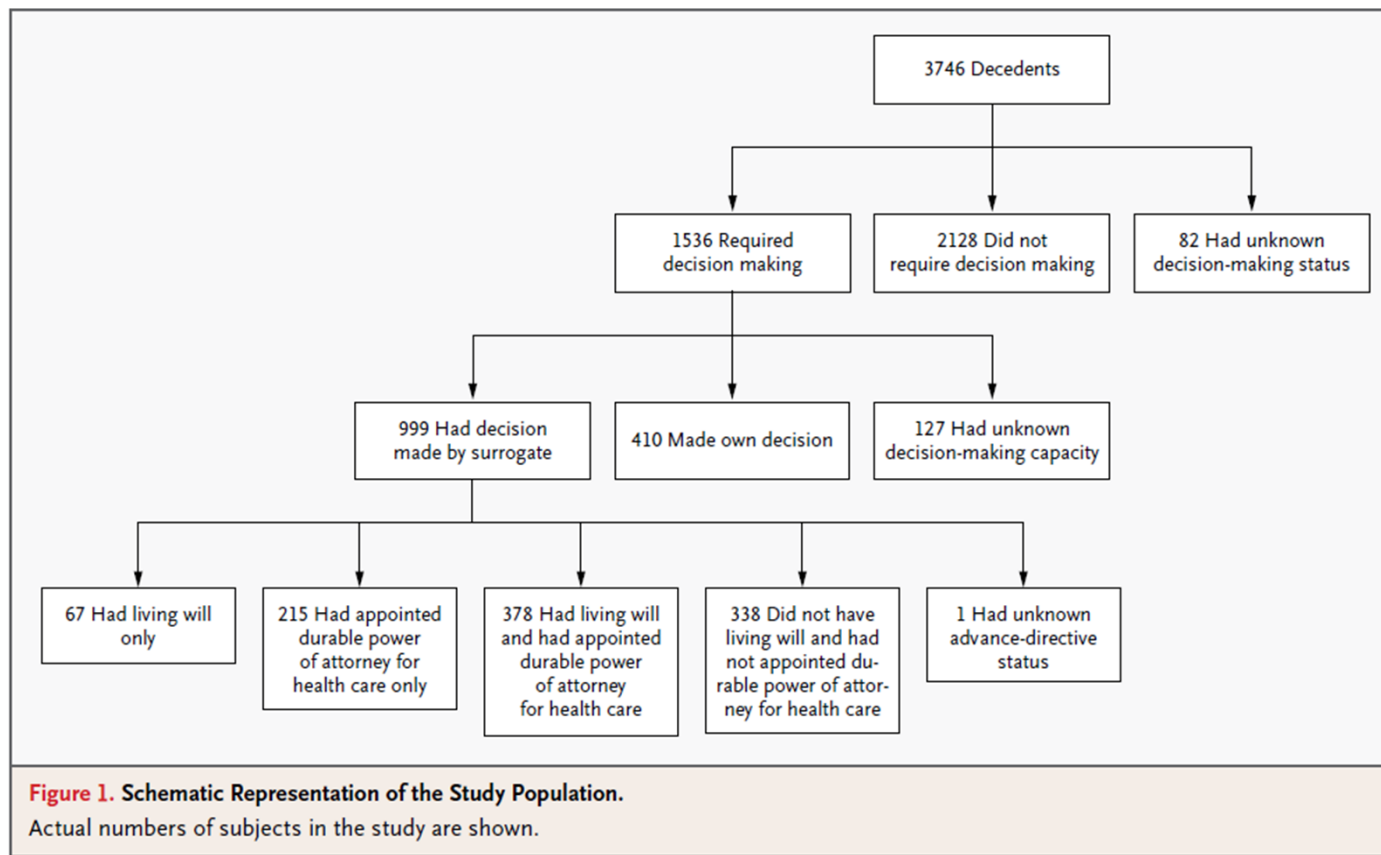 3746 Decedents
1536 Required
decision making
2128 Did not
require decision making
82 Had unknown
decision-making status
999 Had decision
made by surrogate
410 Made own decision
127 Had unknown
decision-making capacity
67 Had living will
only
215 Had appointed
durable power
of attorney for
health care only
378 Had living will
and had appointed
durable power
of attorney
for health care
338 Did not have
living will and had
not appointed du-
rable power of attor-
ney for health care
1 Had unknown
advance-directive
status
Figure 1. Schematic Representation of the Study Population.
Actual numbers of subjects in the study are shown.